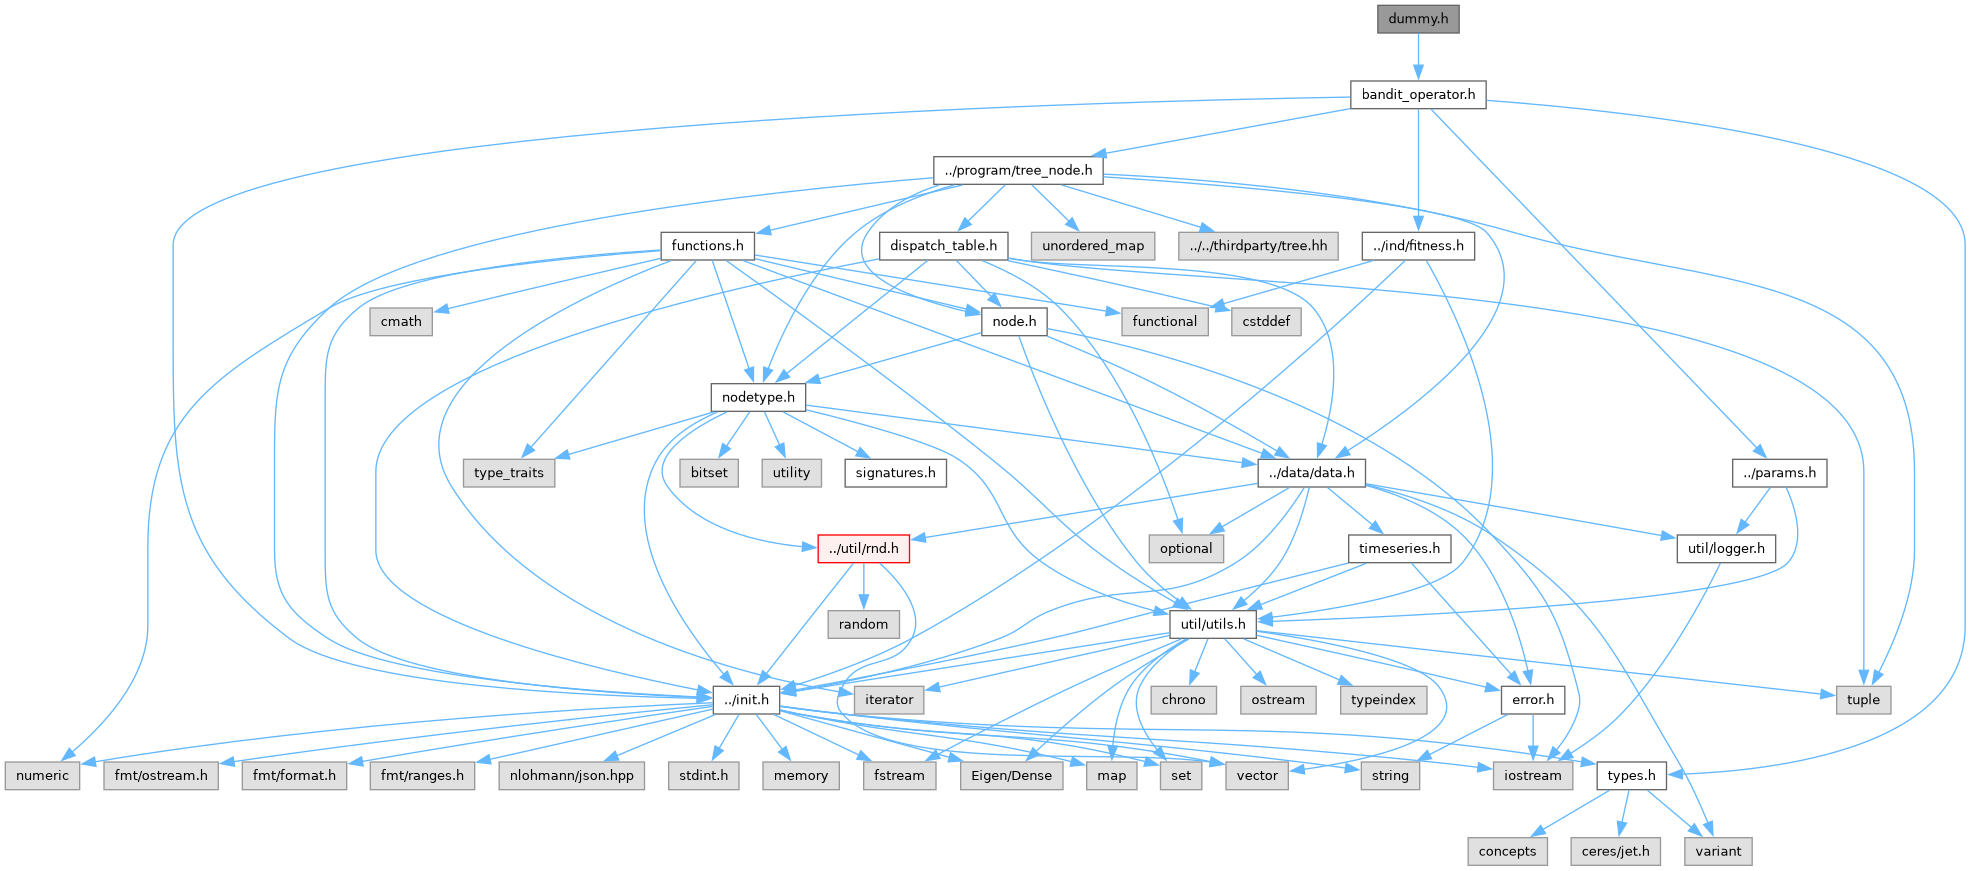 dummy.h
bandit_operator.h
../program/tree_node.h
functions.h
dispatch_table.h
unordered_map
../../thirdparty/tree.hh
../ind/fitness.h
cmath
node.h
functional
cstddef
nodetype.h
type_traits
bitset
utility
signatures.h
../data/data.h
../params.h
../util/rnd.h
optional
timeseries.h
util/logger.h
random
util/utils.h
../init.h
iterator
chrono
ostream
typeindex
error.h
tuple
numeric
fmt/ostream.h
fmt/format.h
fmt/ranges.h
nlohmann/json.hpp
stdint.h
memory
fstream
Eigen/Dense
map
set
vector
string
iostream
types.h
concepts
ceres/jet.h
variant